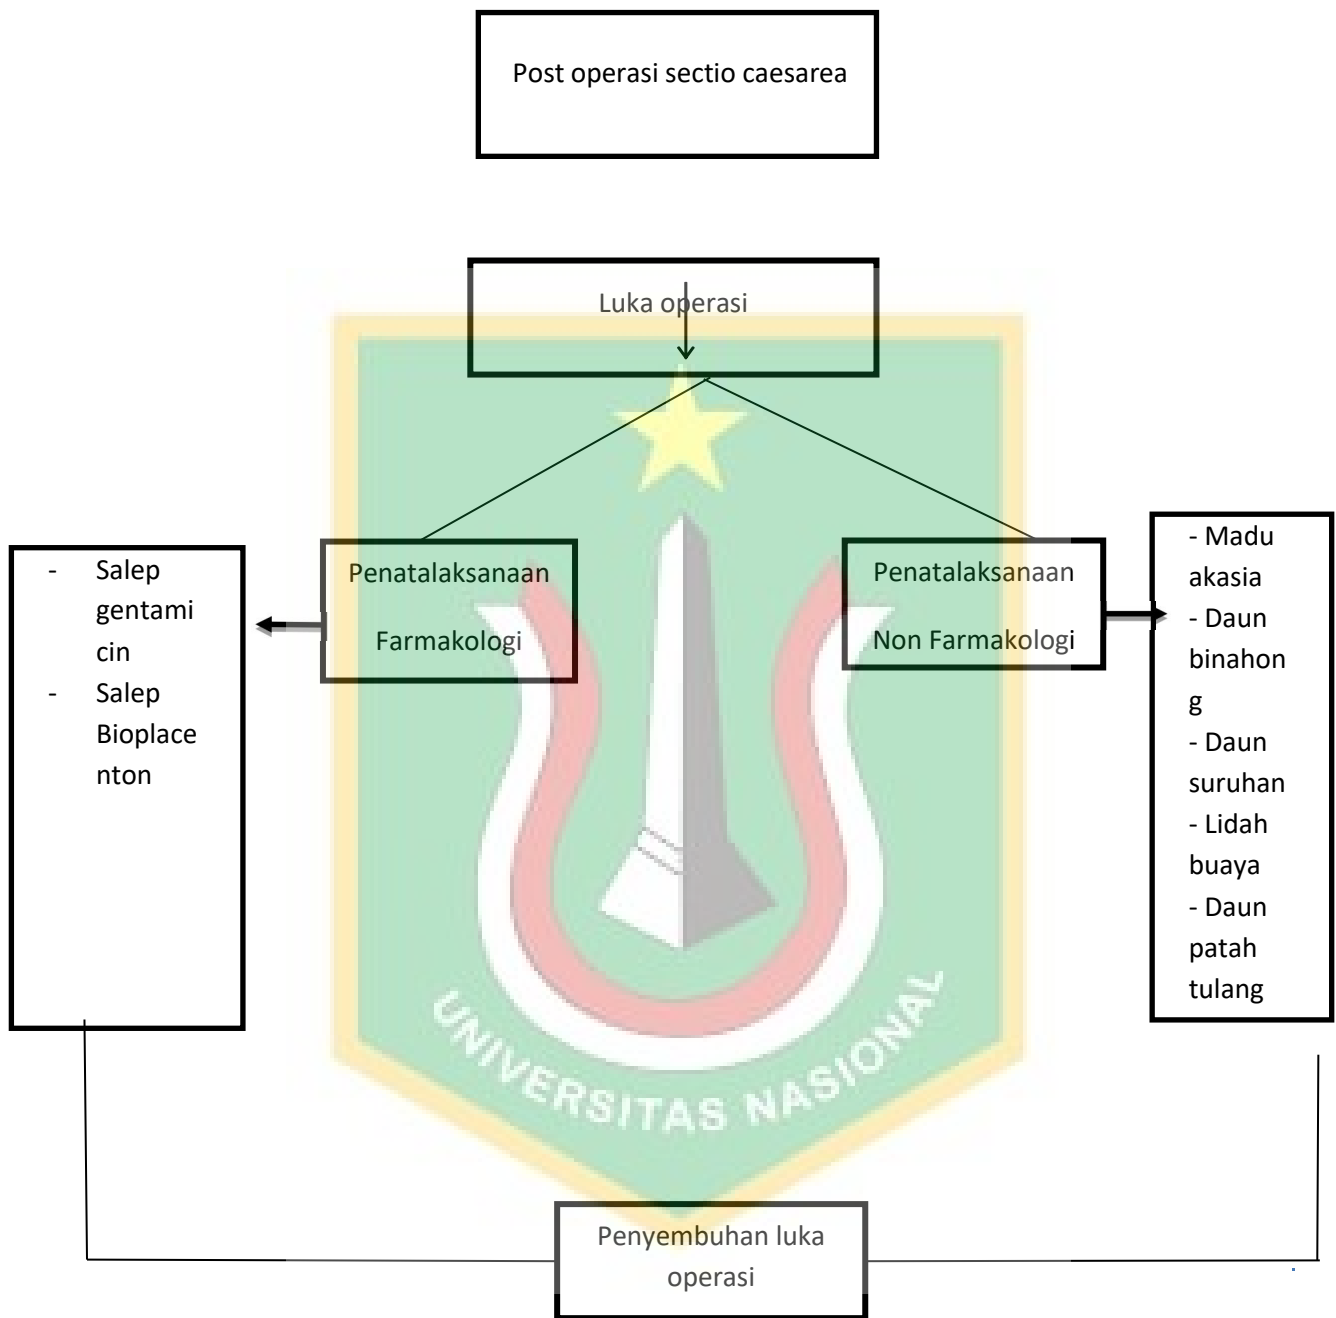 Post operasi sectio caesarea
Luka operasi
- Salep
gentami
cin
- Salep
Bioplace
nton
Penatalaksanaan
Farmakologi
Penatalaksanaan
Non Farmakologi
- Madu
akasia
- Daun
binahon
g
- Daun
suruhan
- Lidah
buaya
- Daun
patah
tulang
UNIVERSITAS NASIONAL
Penyembuhan luka
operasi